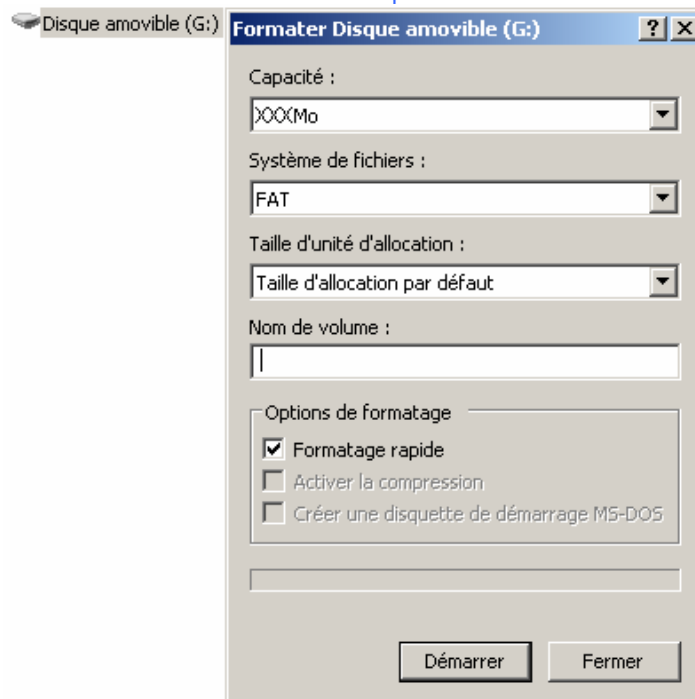 Disque amovible (G:)
Formater Disque amovible (G:)
Capacité :
XXXMo
Système de fichiers :
FAT
Taille d'unité d'allocation :
Taille d'allocation par défaut
Nom de volume :
Options de formatage
Formatage rapide
Activer la compression
Créer une disquette de démarrage MS-DOS
Démarrer
Fermer